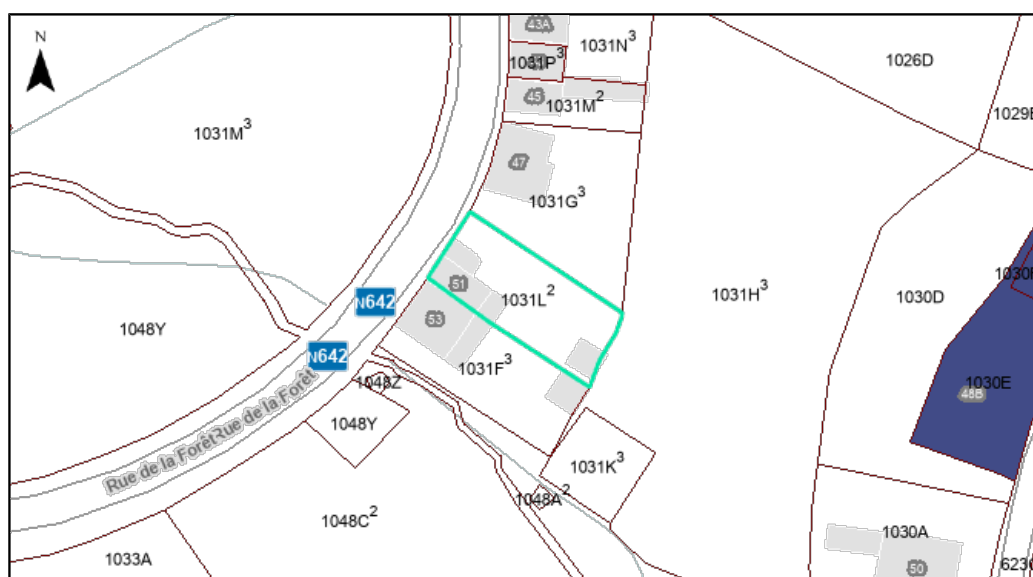 N
43A
1031N³
1026D
1031P³
45
1031M²
1029E
1031M³
47
1031G³
51
1031L²
N642
1031H³
1030D
1048Y
53
N642
1031F³
1030E
1048Z
48B
Rue de la Forêt
Rue de la Forêt
1048Y
1031K³
1048A²
1048C²
1030A
1033A
50